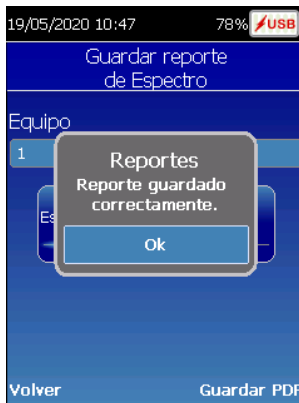 19/05/2020 10:47 78% USB
Guardar reporte
de Espectro
Equipo
1
Reportes
Reporte guardado
correctamente.
Es
Ok
Volver Guardar PDF